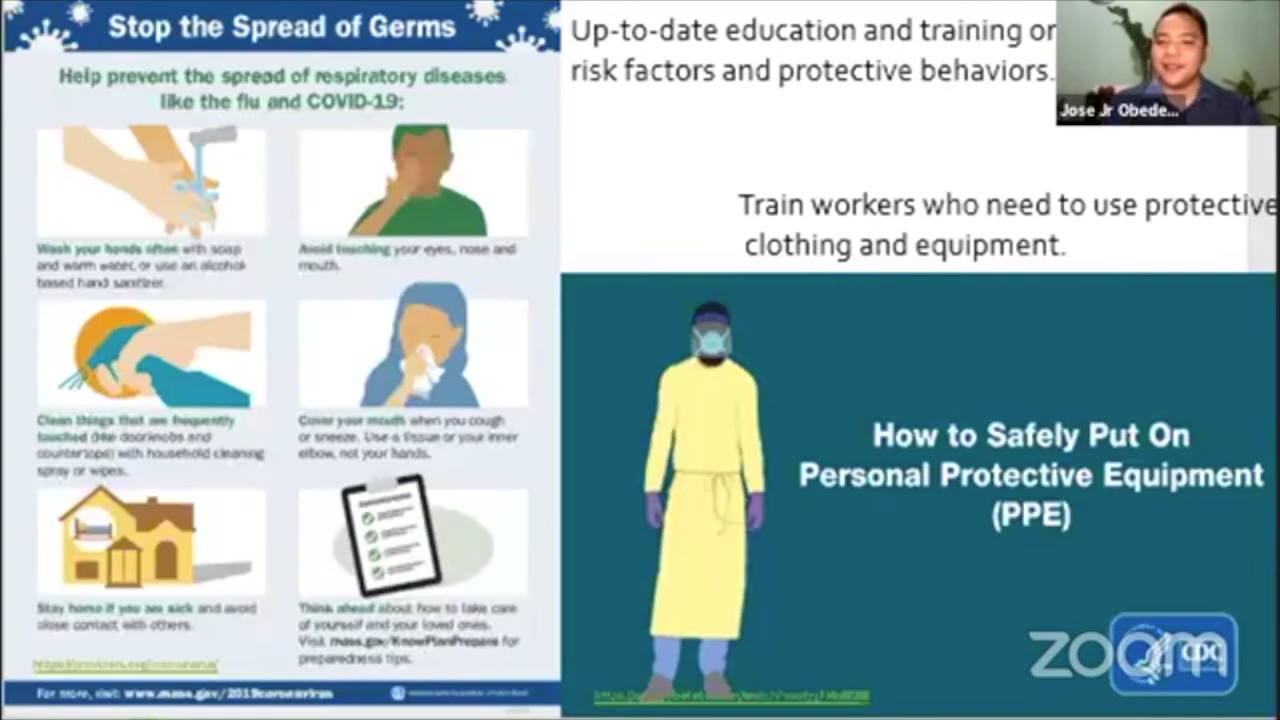 Stop the Spread of Germs
Help prevent the spread of respiratory diseases
like the flu and COVID-19:
Wash your hands often with soap
and warm water, or use an alcohol-
based hand sanitizer.
Avoid touching your eyes, nose and
mouth.
Clean things that are frequently
touched (like doorknobs and
countertops) with household cleaning
spray or wipes.
Cover your mouth when you cough
or sneeze. Use a tissue or your inner
elbow, not your hands.
Stay home if you are sick and avoid
close contact with others.
Think ahead about how to take care
of yourself and your loved ones.
Visit mass.gov/KnowPlanPrepare for
preparedness tips.
For more, visit: www.mass.gov/2019coronavirus
Up-to-date education and training on
risk factors and protective behaviors.
Jose Jr Obede...
Train workers who need to use protective
clothing and equipment.
How to Safely Put On
Personal Protective Equipment
(PPE)
zoom
CDC